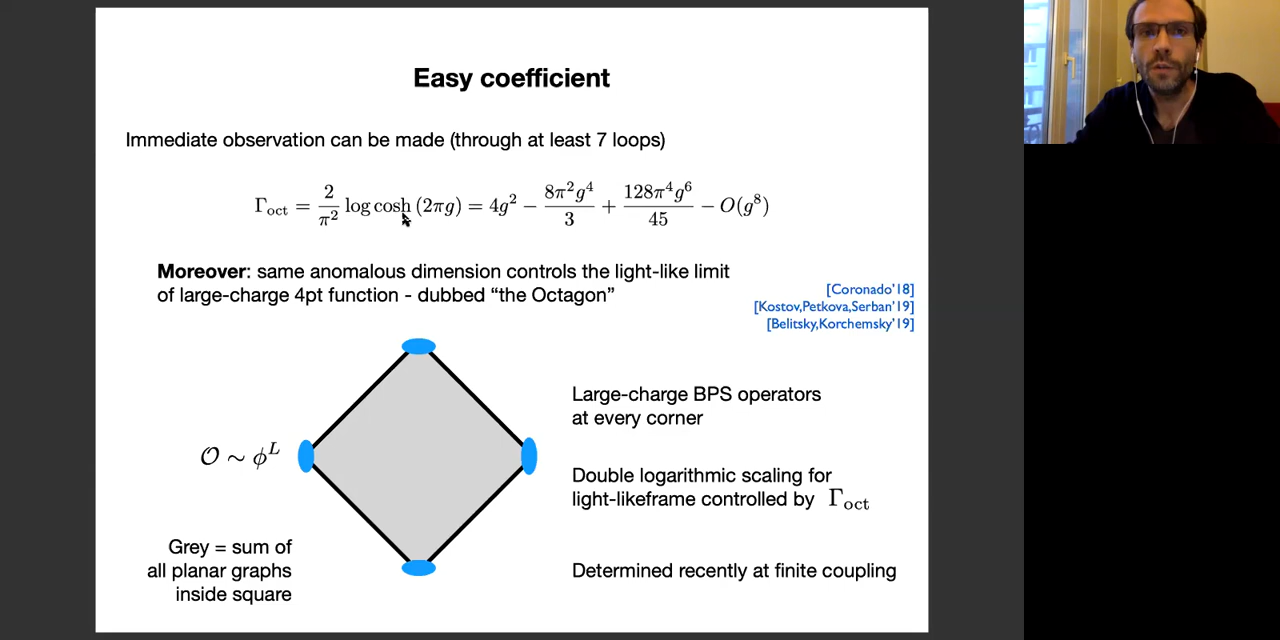 Easy coefficient
Immediate observation can be made (through at least 7 loops)
Γ_oct = 2/π² log cosh (2πg) = 4g² − 8π²g⁴/3 + 128π⁴g⁶/45 − O(g⁸)
Moreover: same anomalous dimension controls the light-like limit
of large-charge 4pt function - dubbed “the Octagon”
[Coronado’18]
[Kostov,Petkova,Serban’19]
[Belitsky,Korchemsky’19]
Large-charge BPS operators
at every corner
O ∼ ϕ^L
Double logarithmic scaling for
light-likeframe controlled by Γ_oct
Grey = sum of
all planar graphs
inside square
Determined recently at finite coupling